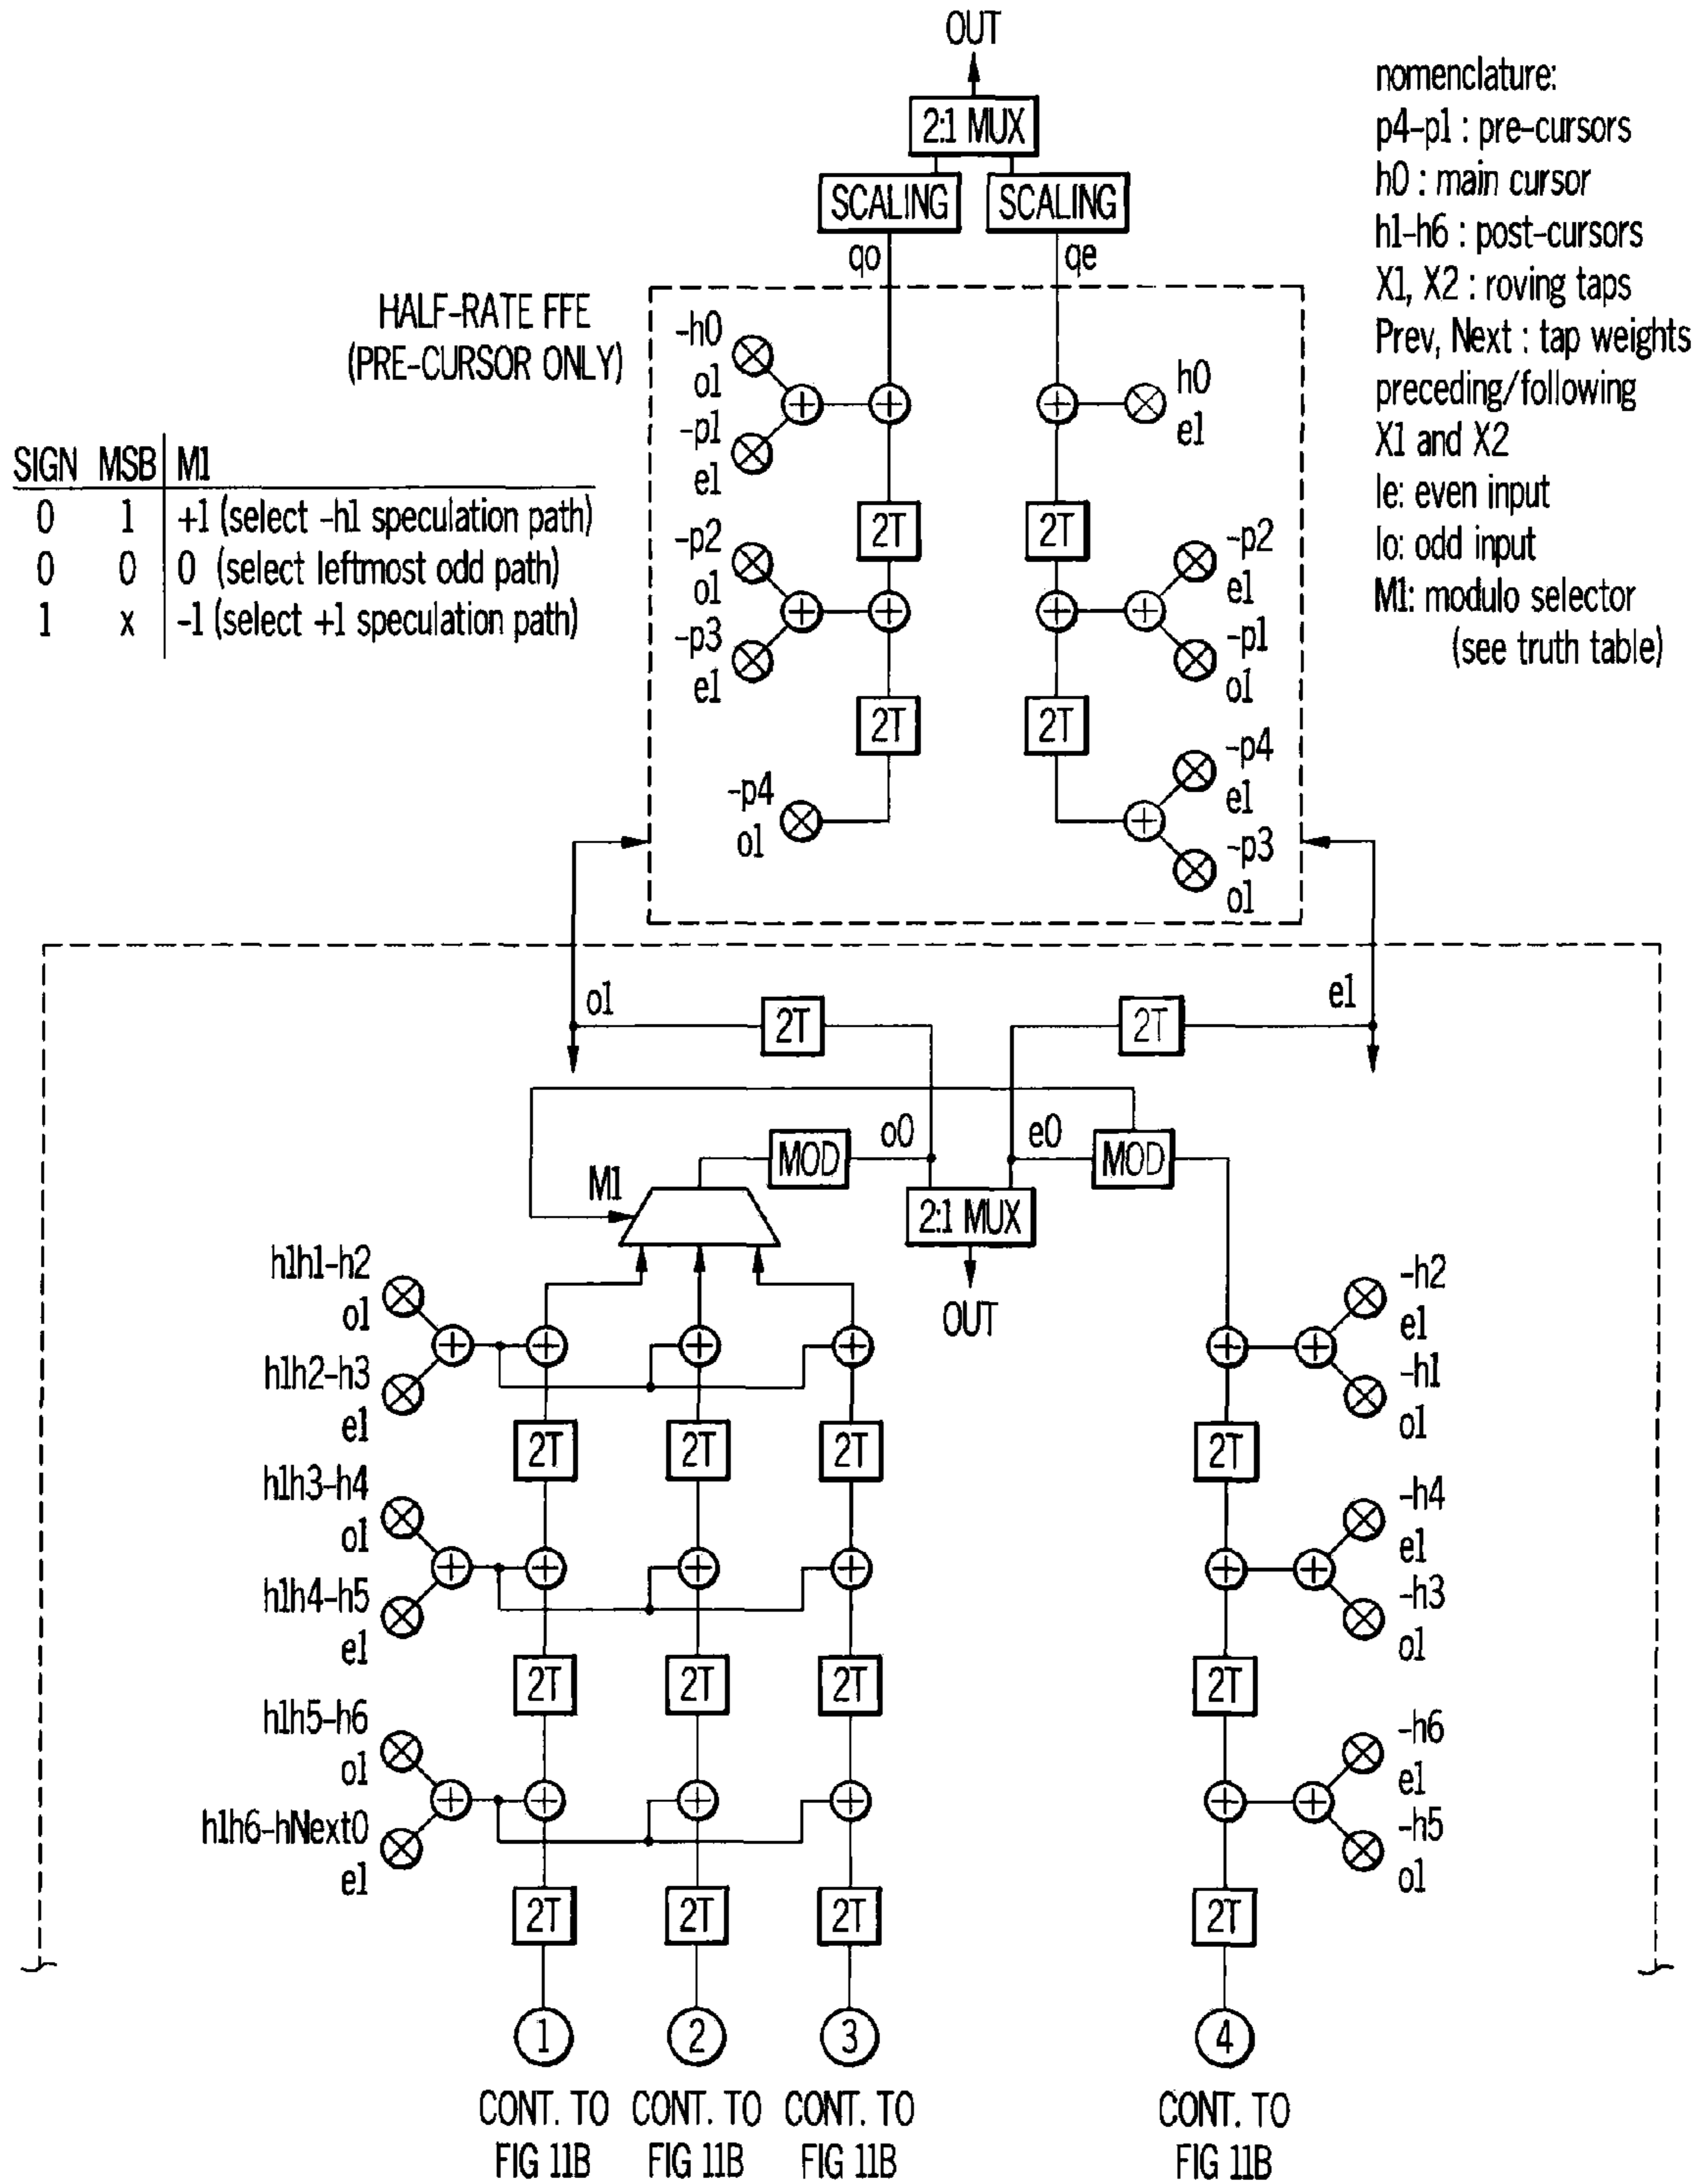 OUT
2:1 MUX
SCALING SCALING
qo qe
nomenclature:
p4-p1 : pre-cursors
h0 : main cursor
h1-h6 : post-cursors
X1, X2 : roving taps
Prev, Next : tap weights
preceding/following
X1 and X2
Ie: even input
Io: odd input
M1: modulo selector
(see truth table)
HALF-RATE FFE
(PRE-CURSOR ONLY)
SIGN MSB M1
0 1 +1 (select -h1 speculation path)
0 0 0 (select leftmost odd path)
1 x -1 (select +1 speculation path)
-h0
o1
-p1
e1
h0
e1
2T 2T
-p2
o1
-p3
e1
-p2
e1
-p1
o1
2T 2T
-p4
o1
-p4
e1
-p3
o1
o1 e1
2T 2T
o0 e0
MOD MOD
M1
2:1 MUX
OUT
h1h1-h2
o1
h1h2-h3
e1
-h2
e1
-h1
o1
2T 2T 2T 2T
h1h3-h4
o1
h1h4-h5
e1
-h4
e1
-h3
o1
2T 2T 2T 2T
h1h5-h6
o1
h1h6-hNext0
e1
-h6
e1
-h5
o1
2T 2T 2T 2T
1 2 3 4
CONT. TO CONT. TO CONT. TO CONT. TO
FIG 11B FIG 11B FIG 11B FIG 11B